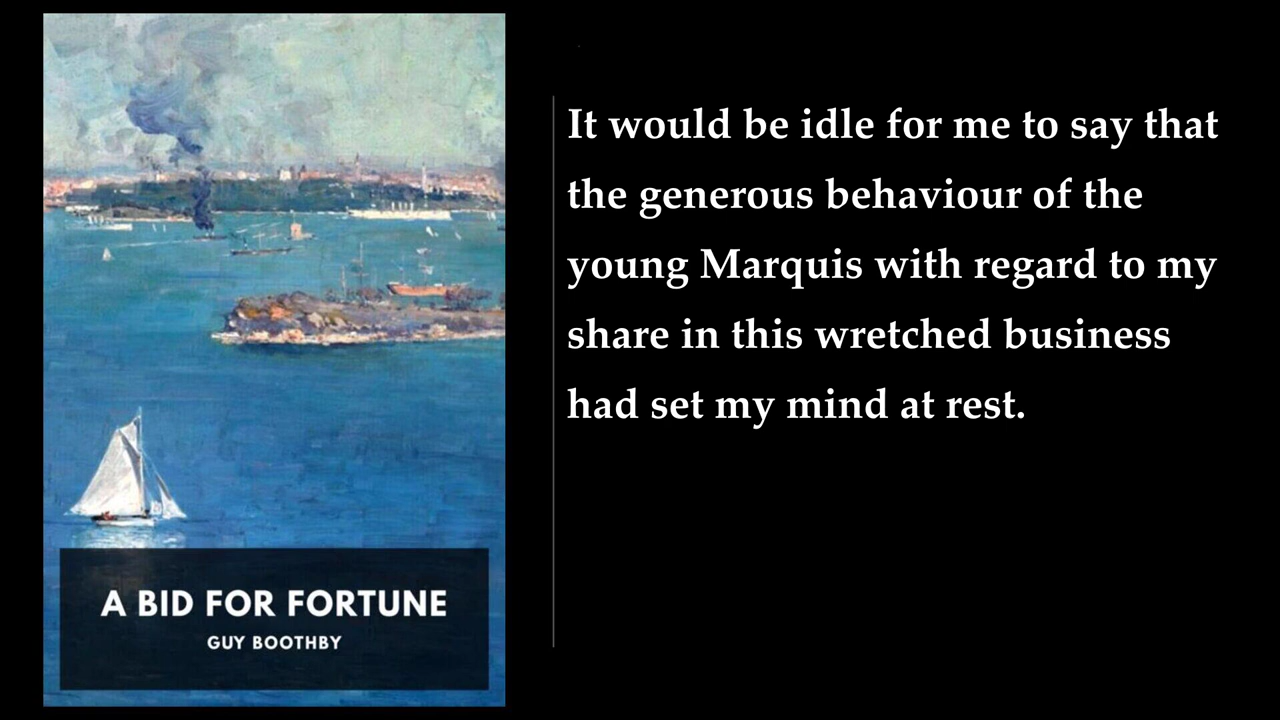 It would be idle for me to say that
the generous behaviour of the
young Marquis with regard to my
share in this wretched business
had set my mind at rest.
A BID FOR FORTUNE
GUY BOOTHBY